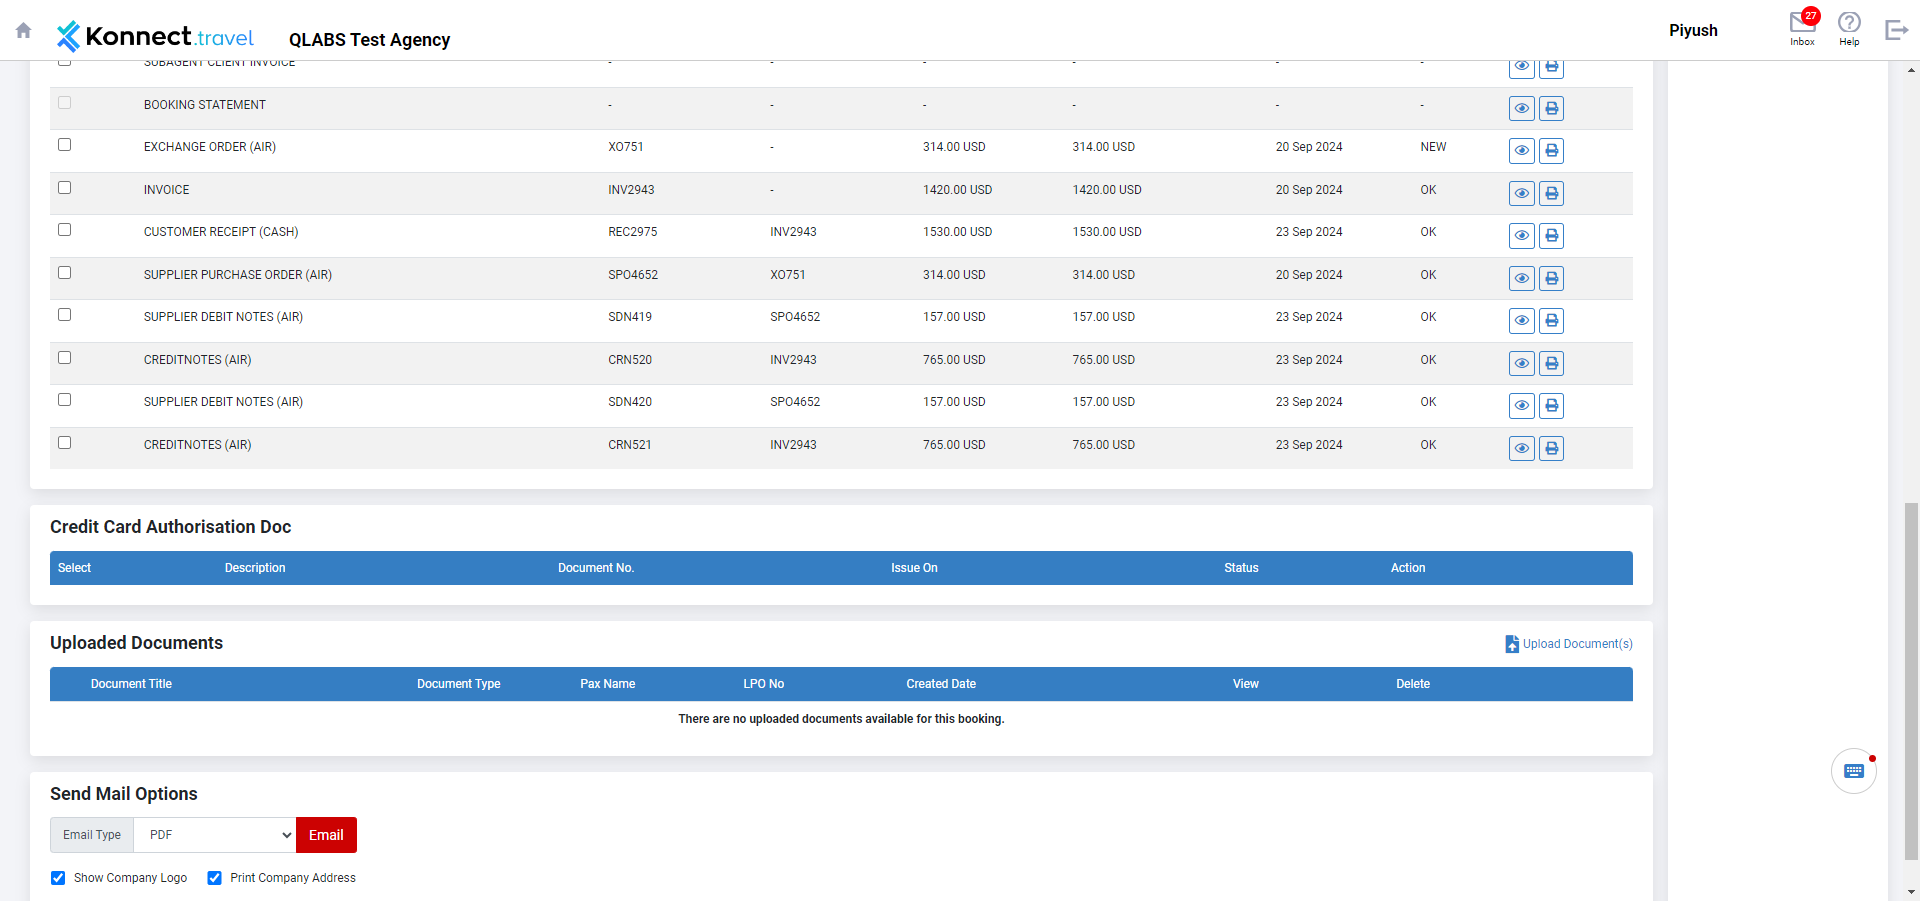 Konnect.travel QLABS Test Agency Piyush 27 Inbox Help
SUBAGENT CLIENT INVOICE - - - - - -
BOOKING STATEMENT - - - - - -
EXCHANGE ORDER (AIR) XO751 - 314.00 USD 314.00 USD 20 Sep 2024 NEW
INVOICE INV2943 - 1420.00 USD 1420.00 USD 20 Sep 2024 OK
CUSTOMER RECEIPT (CASH) REC2975 INV2943 1530.00 USD 1530.00 USD 23 Sep 2024 OK
SUPPLIER PURCHASE ORDER (AIR) SPO4652 XO751 314.00 USD 314.00 USD 20 Sep 2024 OK
SUPPLIER DEBIT NOTES (AIR) SDN419 SPO4652 157.00 USD 157.00 USD 23 Sep 2024 OK
CREDITNOTES (AIR) CRN520 INV2943 765.00 USD 765.00 USD 23 Sep 2024 OK
SUPPLIER DEBIT NOTES (AIR) SDN420 SPO4652 157.00 USD 157.00 USD 23 Sep 2024 OK
CREDITNOTES (AIR) CRN521 INV2943 765.00 USD 765.00 USD 23 Sep 2024 OK
Credit Card Authorisation Doc
Select Description Document No. Issue On Status Action
Uploaded Documents Upload Document(s)
Document Title Document Type Pax Name LPO No Created Date View Delete
There are no uploaded documents available for this booking.
Send Mail Options
Email Type PDF Email
Show Company Logo Print Company Address